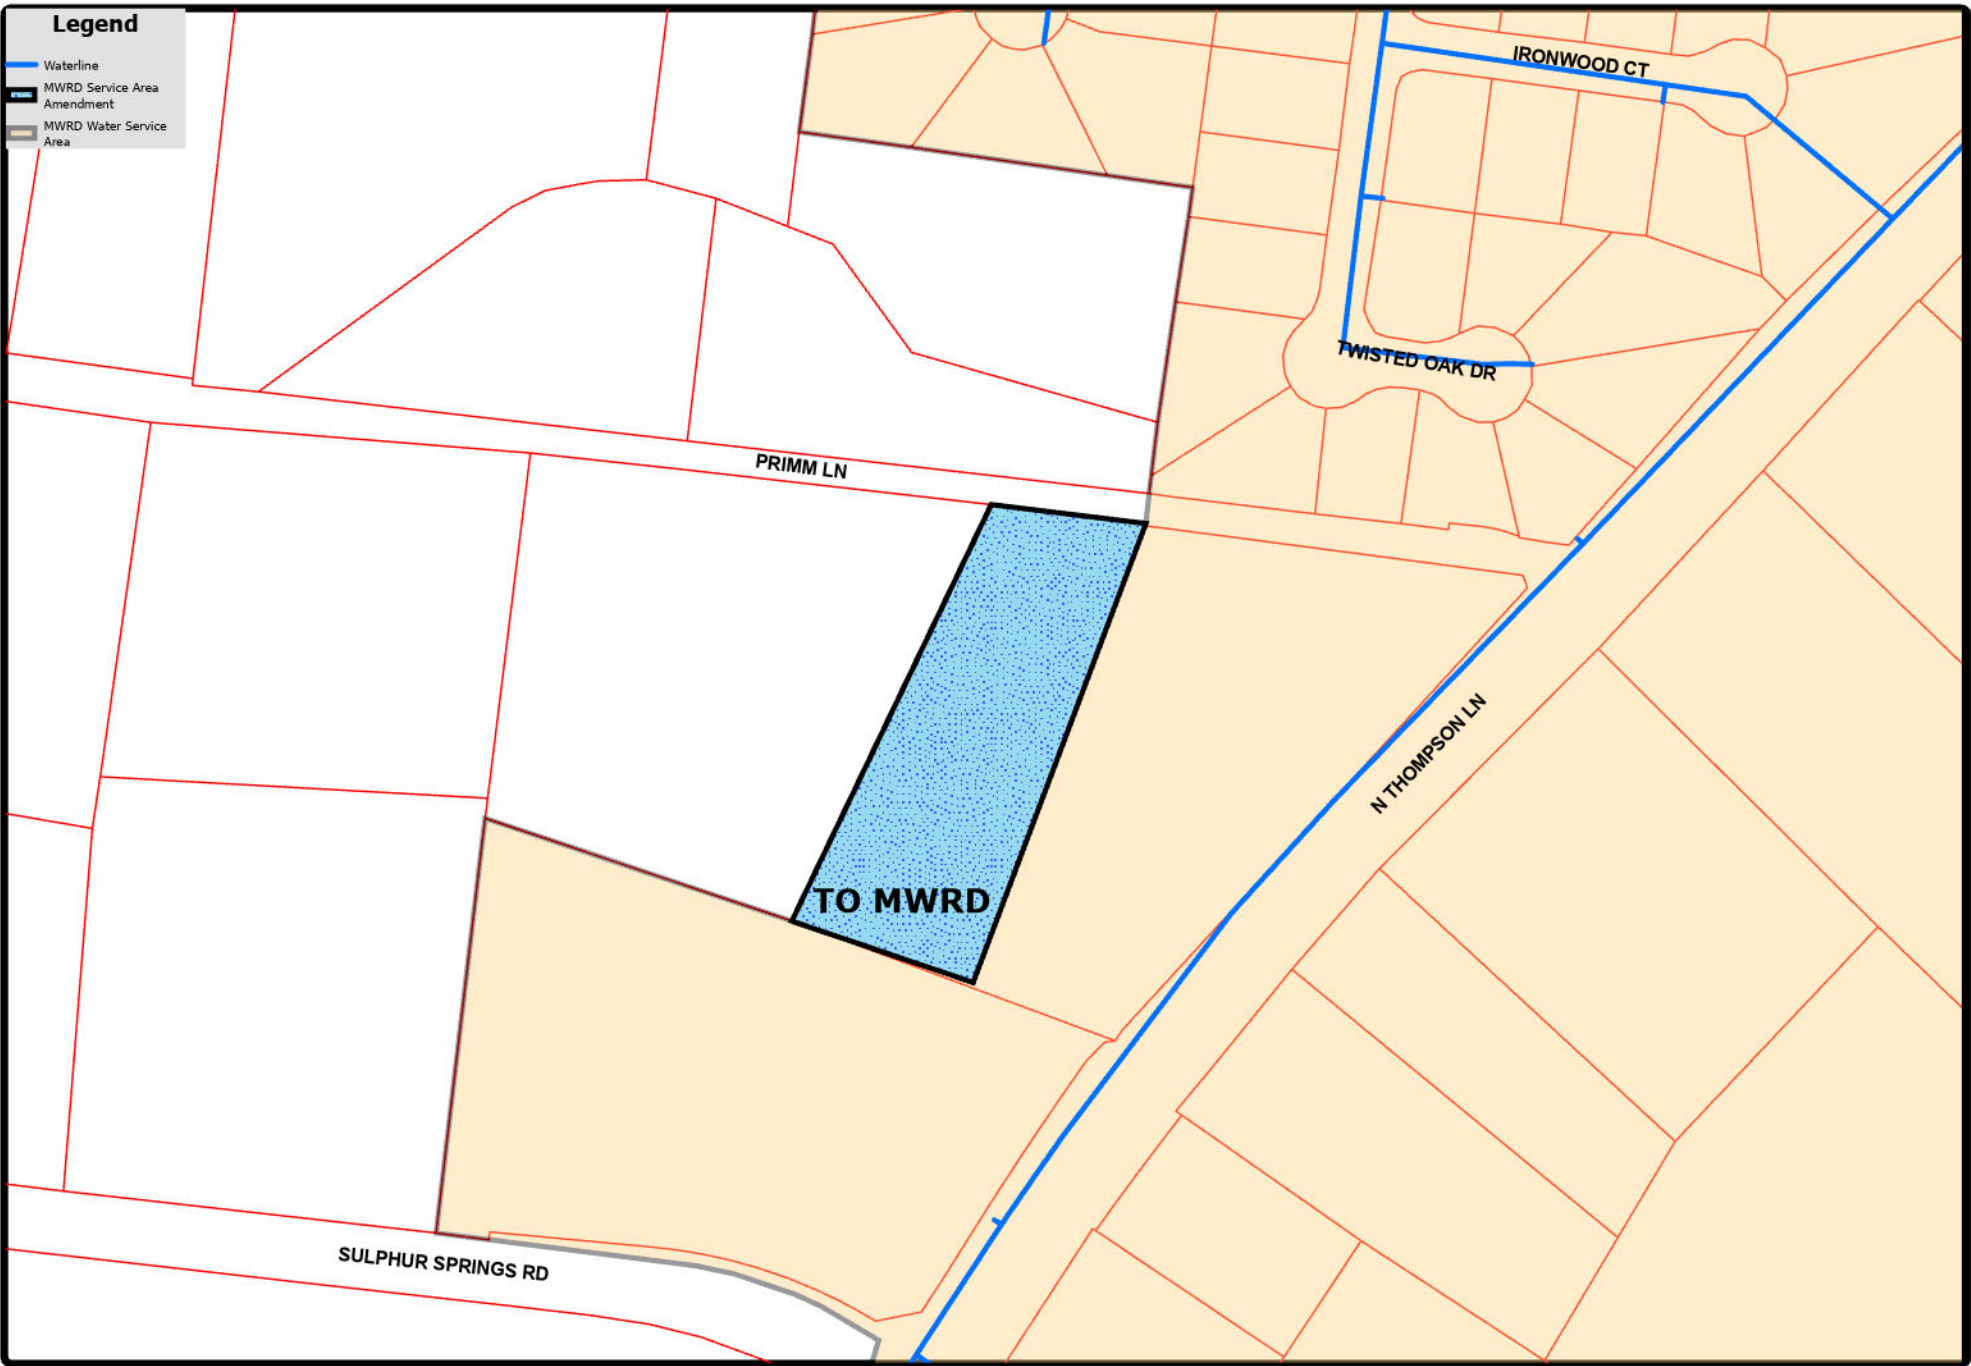 Legend
Waterline
MWRD Service Area
Amendment
MWRD Water Service
Area
IRONWOOD CT
TWISTED OAK DR
PRIMM LN
N THOMPSON LN
TO MWRD
SULPHUR SPRINGS RD